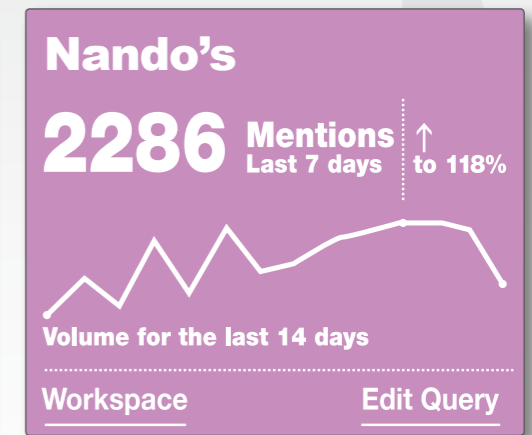 Nando’s
2286 Mentions ↑
Last 7 days to 118%
Volume for the last 14 days
Workspace Edit Query